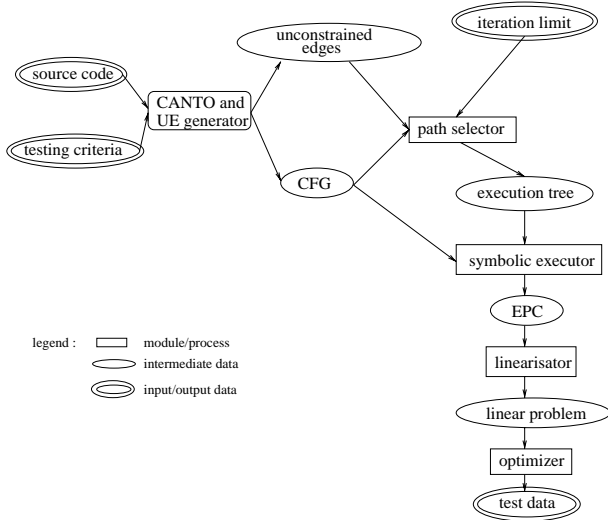 iteration limit
unconstrained
edges
source code
CANTO and
UE generator
path selector
testing criteria
CFG
execution tree
symbolic executor
EPC
legend :
module/process
linearisator
intermediate data
input/output data
linear problem
optimizer
test data